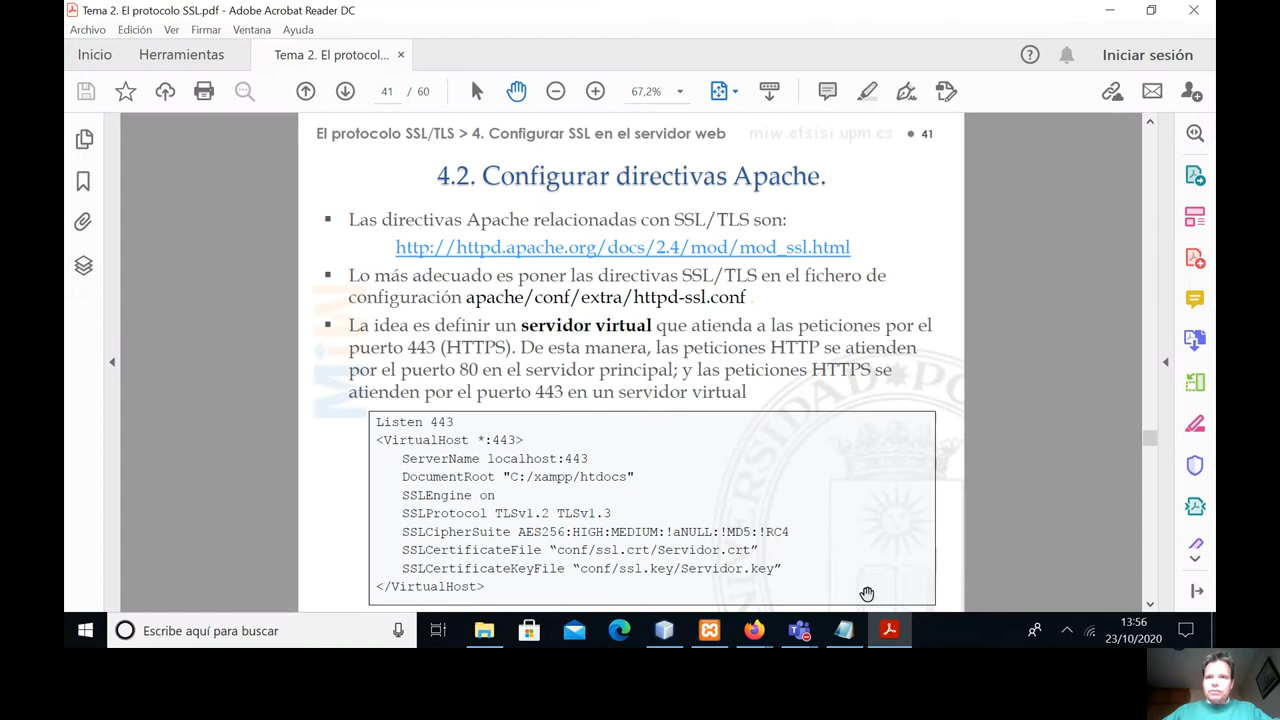 Tema 2. El protocolo SSL.pdf - Adobe Acrobat Reader DC
Archivo Edición Ver Firmar Ventana Ayuda
Inicio Herramientas Tema 2. El protocol... × Iniciar sesión
41 / 60 67,2%
El protocolo SSL/TLS > 4. Configurar SSL en el servidor web miw.etsisi.upm.es ● 41
4.2. Configurar directivas Apache.
▪ Las directivas Apache relacionadas con SSL/TLS son:
http://httpd.apache.org/docs/2.4/mod/mod_ssl.html
▪ Lo más adecuado es poner las directivas SSL/TLS en el fichero de
configuración apache/conf/extra/httpd-ssl.conf .
▪ La idea es definir un servidor virtual que atienda a las peticiones por el
puerto 443 (HTTPS). De esta manera, las peticiones HTTP se atienden
por el puerto 80 en el servidor principal; y las peticiones HTTPS se
atienden por el puerto 443 en un servidor virtual
Listen 443
<VirtualHost *:443>
ServerName localhost:443
DocumentRoot "C:/xampp/htdocs"
SSLEngine on
SSLProtocol TLSv1.2 TLSv1.3
SSLCipherSuite AES256:HIGH:MEDIUM:!aNULL:!MD5:!RC4
SSLCertificateFile “conf/ssl.crt/Servidor.crt”
SSLCertificateKeyFile “conf/ssl.key/Servidor.key”
</VirtualHost>
Escribe aquí para buscar
13:56
23/10/2020